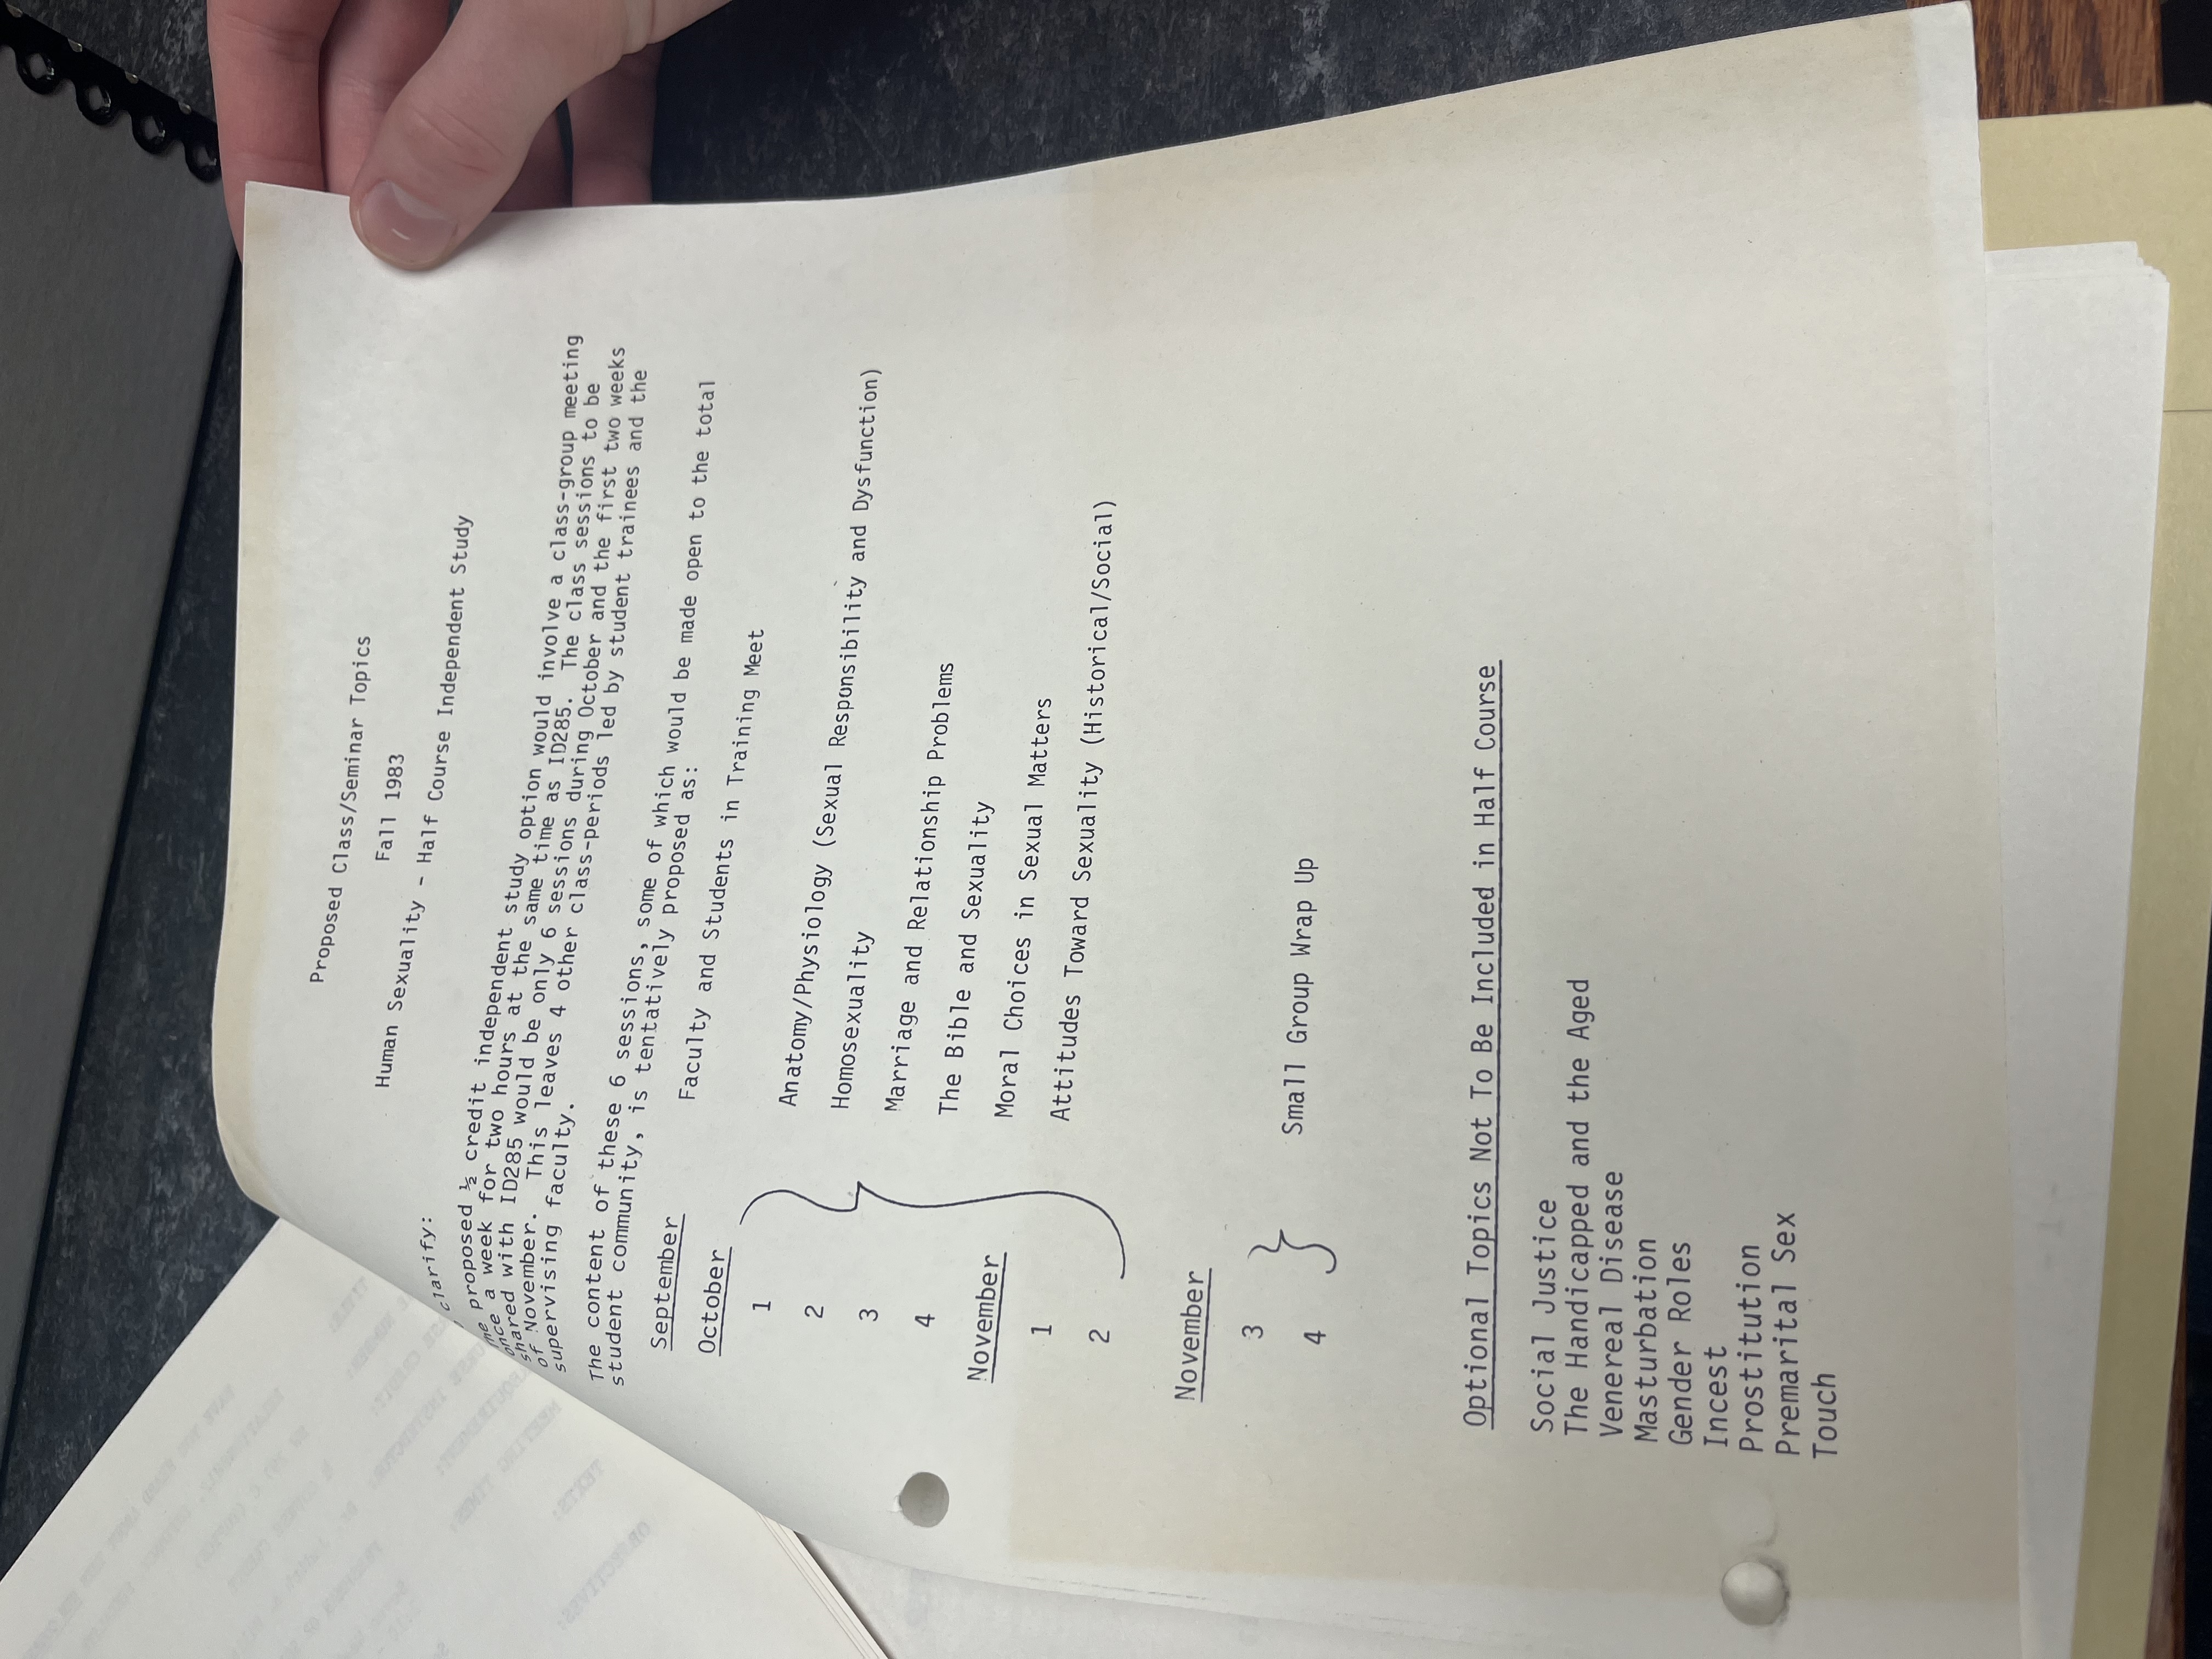 Proposed Class/Seminar Topics
Fall 1983
Human Sexuality - Half Course Independent Study
clarify:
The proposed ½ credit independent study option would involve a class-group meeting
once a week for two hours at the same time as ID285.  The class sessions to be
shared with ID285 would be only 6 sessions during October and the first two weeks
of November.  This leaves 4 other class-periods led by student trainees and the
supervising faculty.
The content of these 6 sessions, some of which would be made open to the total
student community, is tentatively proposed as:
September
Faculty and Students in Training Meet
October
1 Anatomy/Physiology (Sexual Responsibility and Dysfunction)
2 Homosexuality
3 Marriage and Relationship Problems
4 The Bible and Sexuality
November
1 Moral Choices in Sexual Matters
2 Attitudes Toward Sexuality (Historical/Social)
November
3
Small Group Wrap Up
4
Optional Topics Not To Be Included in Half Course
Social Justice
The Handicapped and the Aged
Venereal Disease
Masturbation
Gender Roles
Incest
Prostitution
Premarital Sex
Touch